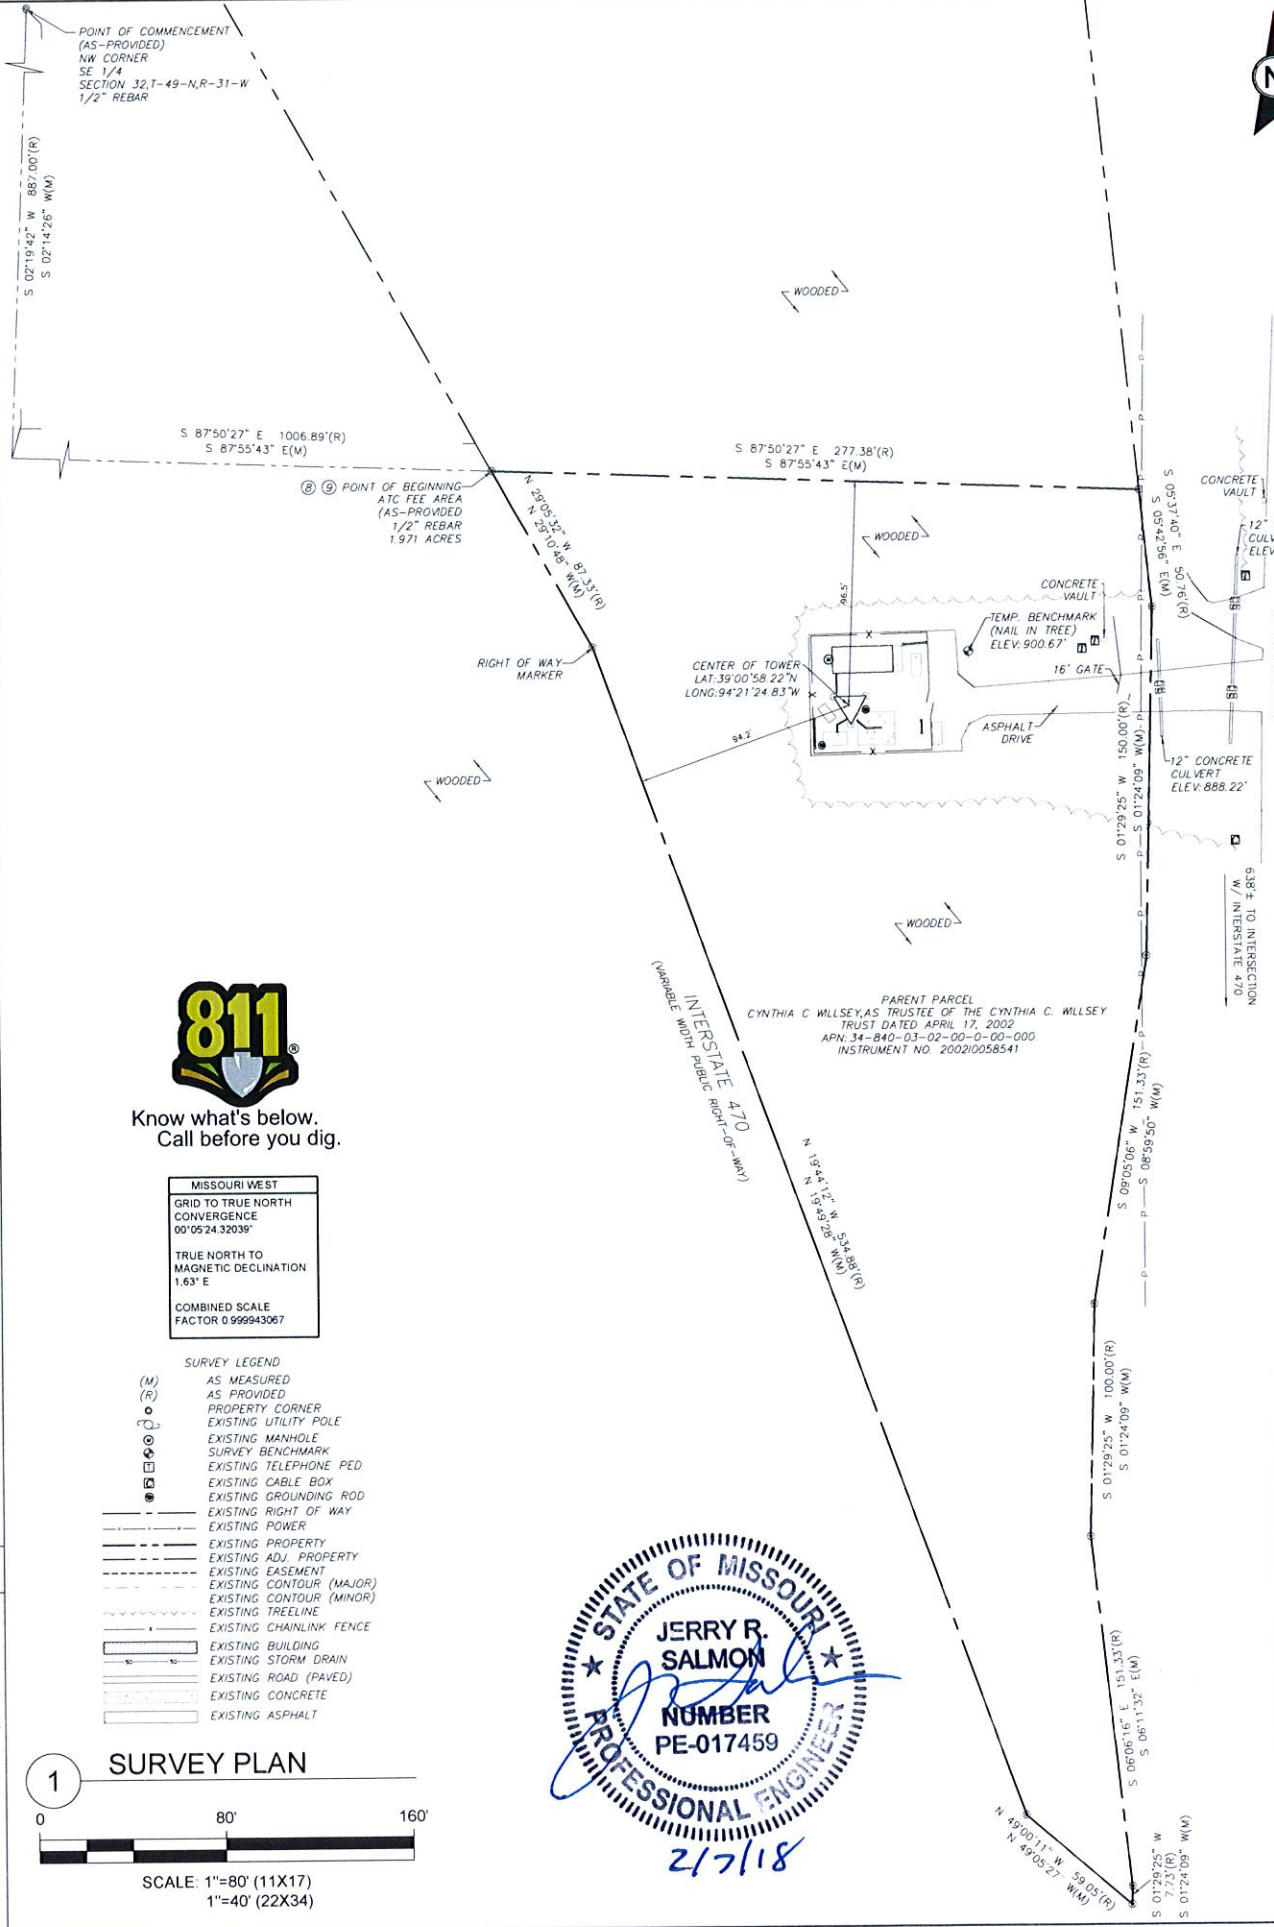 POINT OF COMMENCEMENT
(AS-PROVIDED)
NW CORNER
SE 1/4
SECTION 32,T-49-N,R-31-W
1/2" REBAR
N
S 02°19'42" W 887.00'(R)
S 02°14'26" W(M)
WOODED
S 87°50'27" E 1006.89'(R)
S 87°55'43" E(M)
S 87°50'27" E 277.38'(R)
S 87°55'43" E(M)
⑧ ⑨ POINT OF BEGINNING
ATC FEE AREA
(AS-PROVIDED
1/2" REBAR
1.971 ACRES
N 29°05'32" W 87.33'(R)
N 29°10'48" W(M)
WOODED
96.5'
S 05°37'40" E 50.76'(R)
S 05°42'56" E(M)
CONCRETE
VAULT
12"
CULV
ELEV
CONCRETE
VAULT
TEMP. BENCHMARK
(NAIL IN TREE)
ELEV: 900.67'
16' GATE
RIGHT OF WAY
MARKER
CENTER OF TOWER
LAT:39°00'58.22"N
LONG:94°21'24.83"W
94.2'
ASPHALT
DRIVE
12" CONCRETE
CULVERT
ELEV: 888.22'
S 01°29'25" W 150.00'(R)
S 01°24'09" W(M)
WOODED
638'± TO INTERSECTION
W/ INTERSTATE 470
WOODED
PARENT PARCEL
CYNTHIA C WILLSEY,AS TRUSTEE OF THE CYNTHIA C. WILLSEY
TRUST DATED APRIL 17, 2002
APN: 34-840-03-02-00-0-00-000
INSTRUMENT NO. 2002I0058541
INTERSTATE 470
(VARIABLE WIDTH PUBLIC RIGHT-OF-WAY)
S 09°05'06" W 151.33'(R)
S 08°59'50" W(M)
N 19°44'12" W 534.88'(R)
N 19°49'28" W(M)
811®
Know what's below.
Call before you dig.
MISSOURI WEST
GRID TO TRUE NORTH
CONVERGENCE
00°05'24.32039"
TRUE NORTH TO
MAGNETIC DECLINATION
1.63° E
COMBINED SCALE
FACTOR 0.999943067
S 01°29'25" W 100.00'(R)
S 01°24'09" W(M)
SURVEY LEGEND
(M) AS MEASURED
(R) AS PROVIDED
PROPERTY CORNER
EXISTING UTILITY POLE
EXISTING MANHOLE
SURVEY BENCHMARK
EXISTING TELEPHONE PED
EXISTING CABLE BOX
EXISTING GROUNDING ROD
EXISTING RIGHT OF WAY
EXISTING POWER
EXISTING PROPERTY
EXISTING ADJ. PROPERTY
EXISTING EASEMENT
EXISTING CONTOUR (MAJOR)
EXISTING CONTOUR (MINOR)
EXISTING TREELINE
EXISTING CHAINLINK FENCE
EXISTING BUILDING
EXISTING STORM DRAIN
EXISTING ROAD (PAVED)
EXISTING CONCRETE
EXISTING ASPHALT
STATE OF MISSOURI
JERRY R.
SALMON
NUMBER
PE-017459
PROFESSIONAL ENGINEER
2/7/18
S 06°06'16" E 151.33'(R)
S 06°11'32" E(M)
N 49°00'11" W 59.05'(R)
N 49°05'27" W(M)
S 01°29'25" W
7.73'(R)
S 01°24'09" W(M)
1 SURVEY PLAN
0 80' 160'
SCALE: 1"=80' (11X17)
1"=40' (22X34)